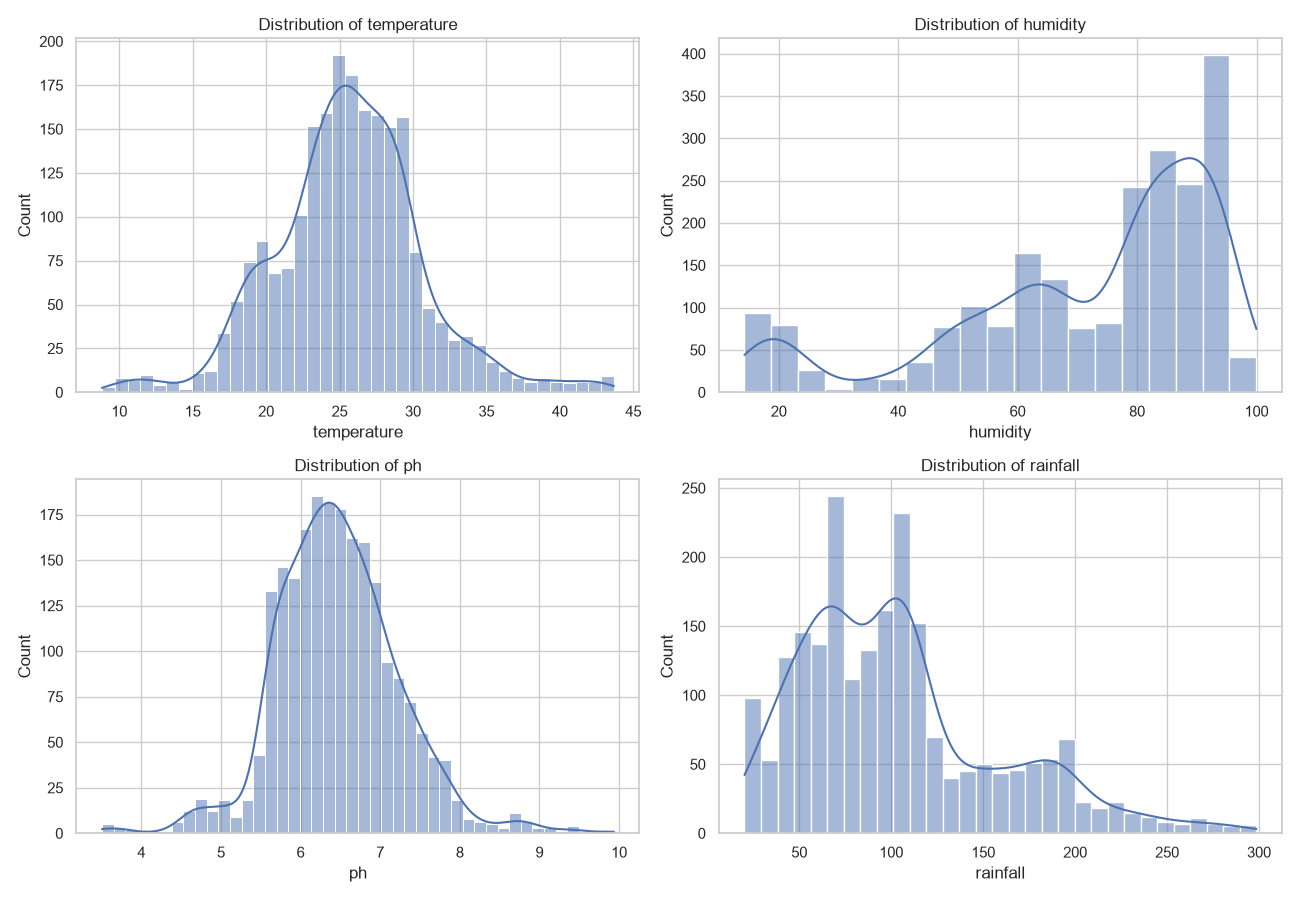 Distribution of temperature
200
175
150
125
100
75
50
25
0
Count
10 15 20 25 30 35 40 45
temperature
Distribution of humidity
400
350
300
250
200
150
100
50
0
Count
20 40 60 80 100
humidity
Distribution of ph
175
150
125
100
75
50
25
0
Count
4 5 6 7 8 9 10
ph
Distribution of rainfall
250
200
150
100
50
0
Count
50 100 150 200 250 300
rainfall